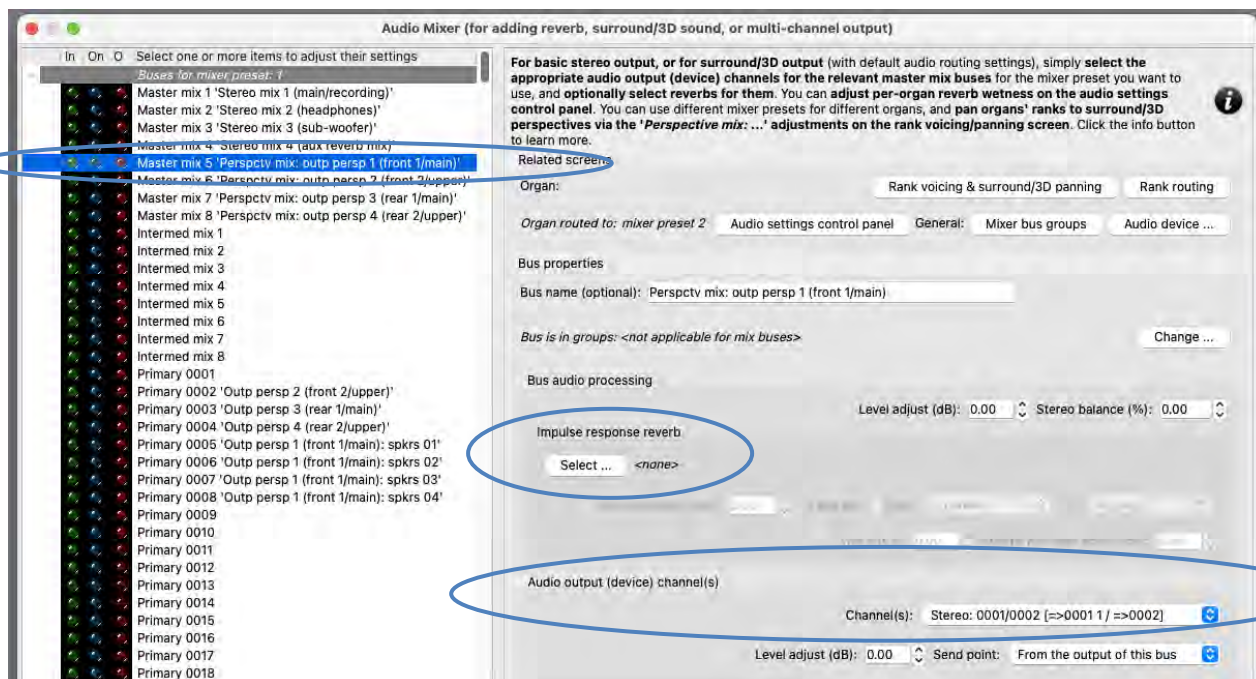 Audio Mixer (for adding reverb, surround/3D sound, or multi-channel output)
In On O Select one or more items to adjust their settings
Buses for mixer preset: 1
Master mix 1 'Stereo mix 1 (main/recording)'
Master mix 2 'Stereo mix 2 (headphones)'
Master mix 3 'Stereo mix 3 (sub-woofer)'
Master mix 4 'Stereo mix 4 (aux reverb mix)'
Master mix 5 'Perspctv mix: outp persp 1 (front 1/main)'
Master mix 6 'Perspctv mix: outp persp 2 (front 2/upper)'
Master mix 7 'Perspctv mix: outp persp 3 (rear 1/main)'
Master mix 8 'Perspctv mix: outp persp 4 (rear 2/upper)'
Intermed mix 1
Intermed mix 2
Intermed mix 3
Intermed mix 4
Intermed mix 5
Intermed mix 6
Intermed mix 7
Intermed mix 8
Primary 0001
Primary 0002 'Outp persp 2 (front 2/upper)'
Primary 0003 'Outp persp 3 (rear 1/main)'
Primary 0004 'Outp persp 4 (rear 2/upper)'
Primary 0005 'Outp persp 1 (front 1/main): spkrs 01'
Primary 0006 'Outp persp 1 (front 1/main): spkrs 02'
Primary 0007 'Outp persp 1 (front 1/main): spkrs 03'
Primary 0008 'Outp persp 1 (front 1/main): spkrs 04'
Primary 0009
Primary 0010
Primary 0011
Primary 0012
Primary 0013
Primary 0014
Primary 0015
Primary 0016
Primary 0017
Primary 0018
For basic stereo output, or for surround/3D output (with default audio routing settings), simply select the
appropriate audio output (device) channels for the relevant master mix buses for the mixer preset you want to
use, and optionally select reverbs for them. You can adjust per-organ reverb wetness on the audio settings
control panel. You can use different mixer presets for different organs, and pan organs' ranks to surround/3D
perspectives via the 'Perspective mix: ...' adjustments on the rank voicing/panning screen. Click the info button
to learn more.
Related screens
Organ: Rank voicing & surround/3D panning Rank routing
Organ routed to: mixer preset 2 Audio settings control panel General: Mixer bus groups Audio device ...
Bus properties
Bus name (optional): Perspctv mix: outp persp 1 (front 1/main)
Bus is in groups: <not applicable for mix buses> Change ...
Bus audio processing
Level adjust (dB): 0.00 Stereo balance (%): 0.00
Impulse response reverb
Select ... <none>
Audio output (device) channel(s)
Channel(s): Stereo: 0001/0002 [=>0001 1 / =>0002]
Level adjust (dB): 0.00 Send point: From the output of this bus